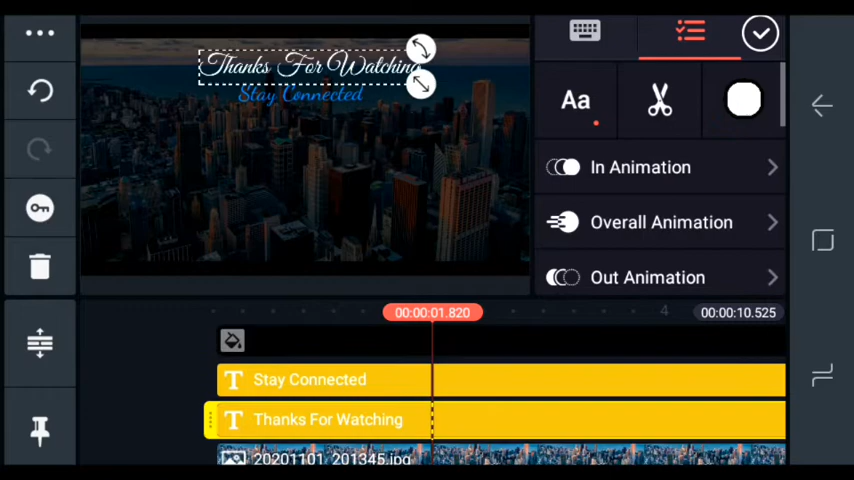 Thanks For Watching
Stay Connected
Aa
In Animation
Overall Animation
Out Animation
00:00:01.820
4
00:00:10.525
T Stay Connected
T Thanks For Watching
20201101_201345.jpg